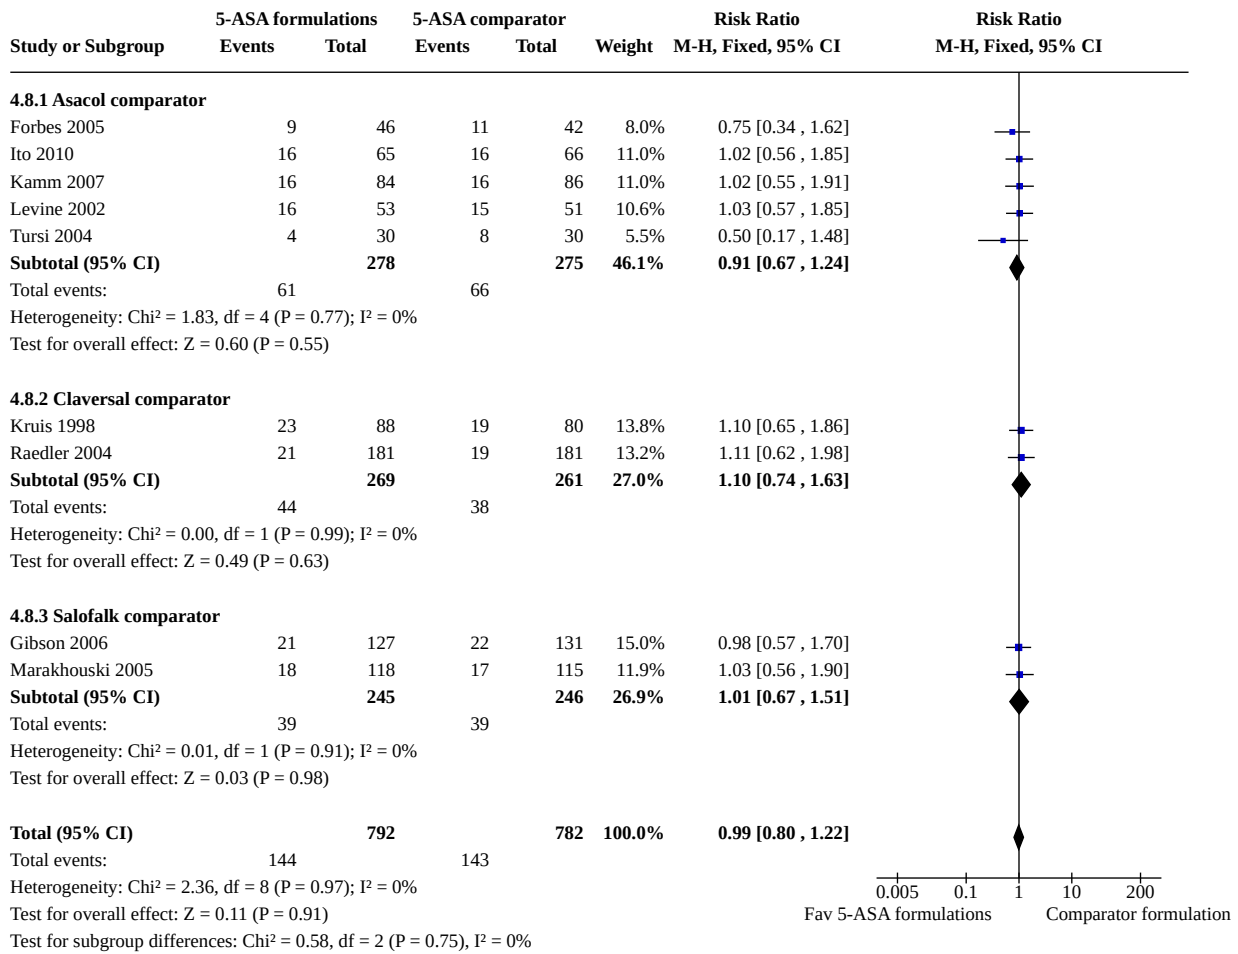 5-ASA formulations 5-ASA comparator Risk Ratio Risk Ratio
Study or Subgroup Events Total Events Total Weight M-H, Fixed, 95% CI M-H, Fixed, 95% CI
4.8.1 Asacol comparator
Forbes 2005 9 46 11 42 8.0% 0.75 [0.34 , 1.62]
Ito 2010 16 65 16 66 11.0% 1.02 [0.56 , 1.85]
Kamm 2007 16 84 16 86 11.0% 1.02 [0.55 , 1.91]
Levine 2002 16 53 15 51 10.6% 1.03 [0.57 , 1.85]
Tursi 2004 4 30 8 30 5.5% 0.50 [0.17 , 1.48]
Subtotal (95% CI) 278 275 46.1% 0.91 [0.67 , 1.24]
Total events: 61 66
Heterogeneity: Chi² = 1.83, df = 4 (P = 0.77); I² = 0%
Test for overall effect: Z = 0.60 (P = 0.55)
4.8.2 Claversal comparator
Kruis 1998 23 88 19 80 13.8% 1.10 [0.65 , 1.86]
Raedler 2004 21 181 19 181 13.2% 1.11 [0.62 , 1.98]
Subtotal (95% CI) 269 261 27.0% 1.10 [0.74 , 1.63]
Total events: 44 38
Heterogeneity: Chi² = 0.00, df = 1 (P = 0.99); I² = 0%
Test for overall effect: Z = 0.49 (P = 0.63)
4.8.3 Salofalk comparator
Gibson 2006 21 127 22 131 15.0% 0.98 [0.57 , 1.70]
Marakhouski 2005 18 118 17 115 11.9% 1.03 [0.56 , 1.90]
Subtotal (95% CI) 245 246 26.9% 1.01 [0.67 , 1.51]
Total events: 39 39
Heterogeneity: Chi² = 0.01, df = 1 (P = 0.91); I² = 0%
Test for overall effect: Z = 0.03 (P = 0.98)
Total (95% CI) 792 782 100.0% 0.99 [0.80 , 1.22]
Total events: 144 143
Heterogeneity: Chi² = 2.36, df = 8 (P = 0.97); I² = 0%
Test for overall effect: Z = 0.11 (P = 0.91)
Test for subgroup differences: Chi² = 0.58, df = 2 (P = 0.75), I² = 0%
0.005 0.1 1 10 200
Fav 5-ASA formulations Comparator formulation